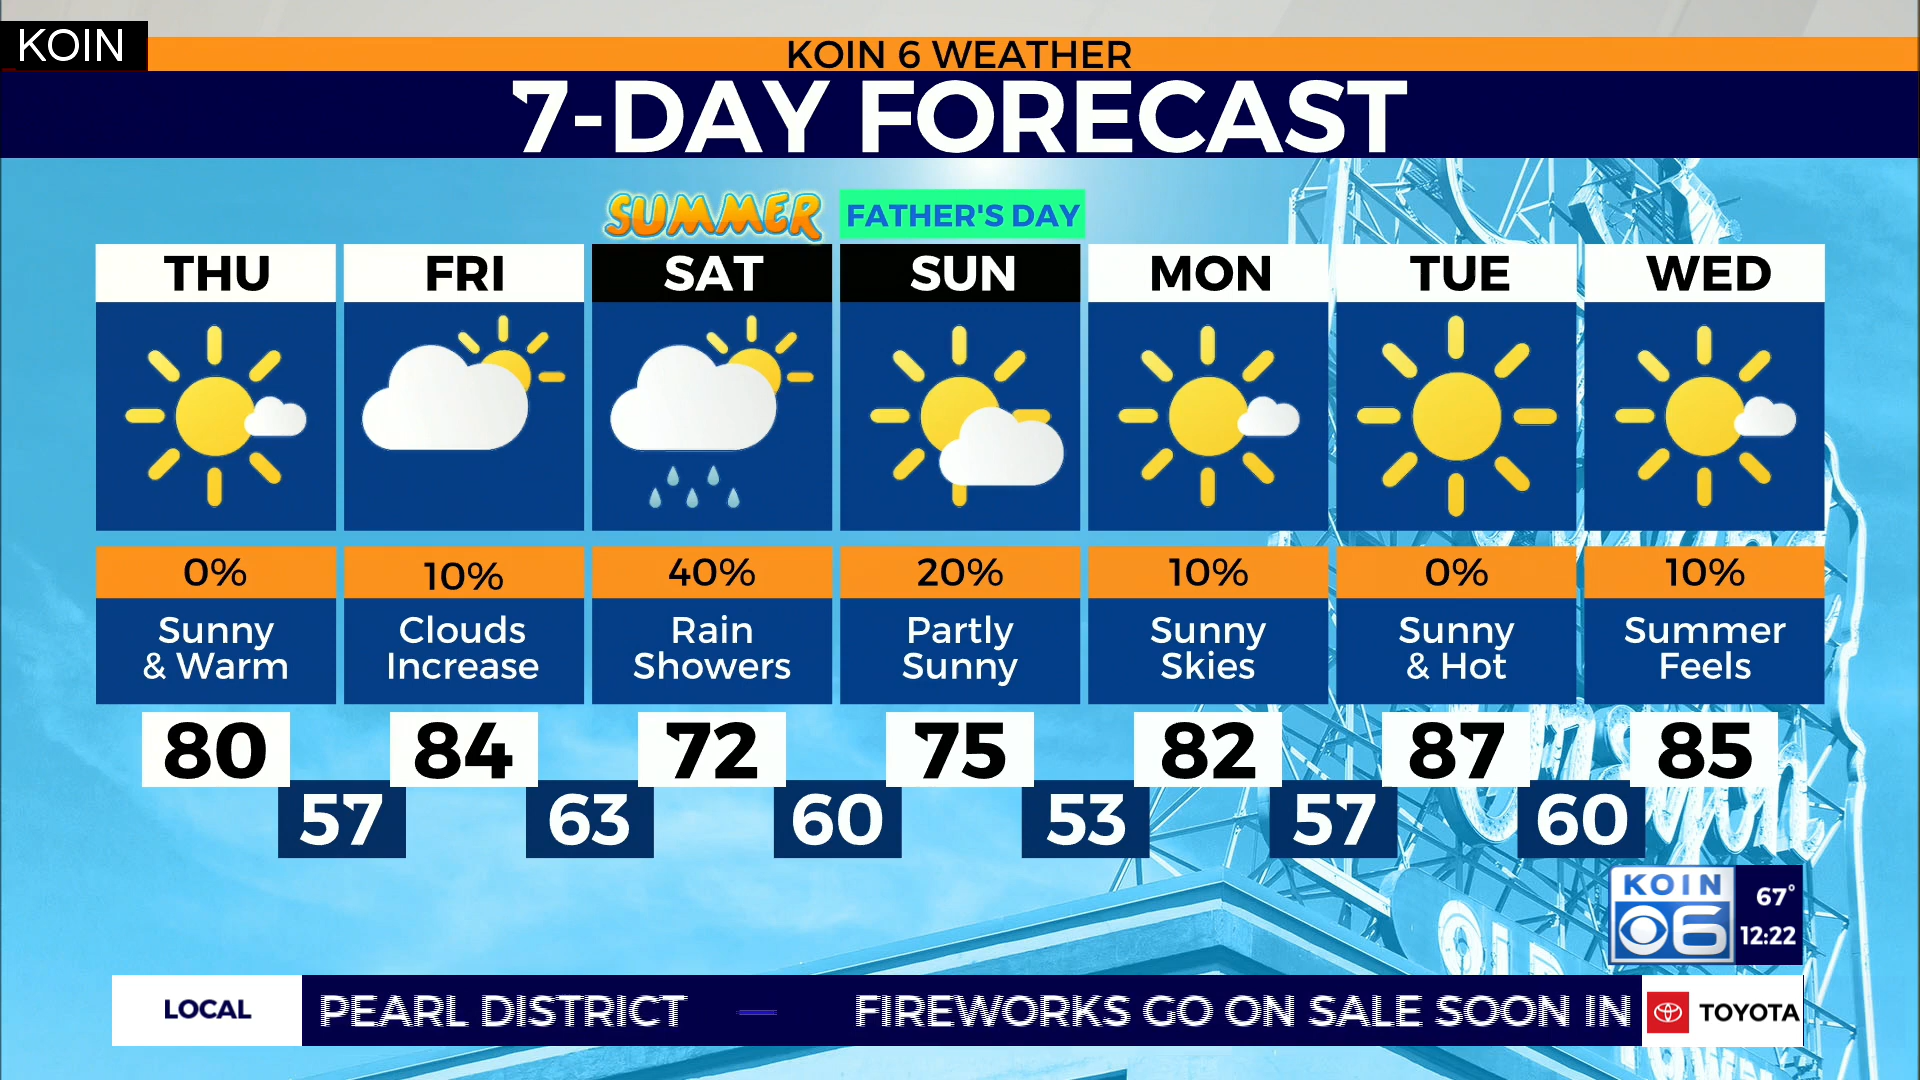 KOIN
KOIN 6 WEATHER
7-DAY FORECAST
SUMMER
FATHER'S DAY
THU
FRI
SAT
SUN
MON
TUE
WED
0%
10%
40%
20%
10%
0%
10%
Sunny
& Warm
Clouds
Increase
Rain
Showers
Partly
Sunny
Sunny
Skies
Sunny
& Hot
Summer
Feels
80
84
72
75
82
87
85
57
63
60
53
57
60
KOIN
6
67°
12:22
LOCAL
PEARL DISTRICT — FIREWORKS GO ON SALE SOON IN
TOYOTA
OLD
TOWN